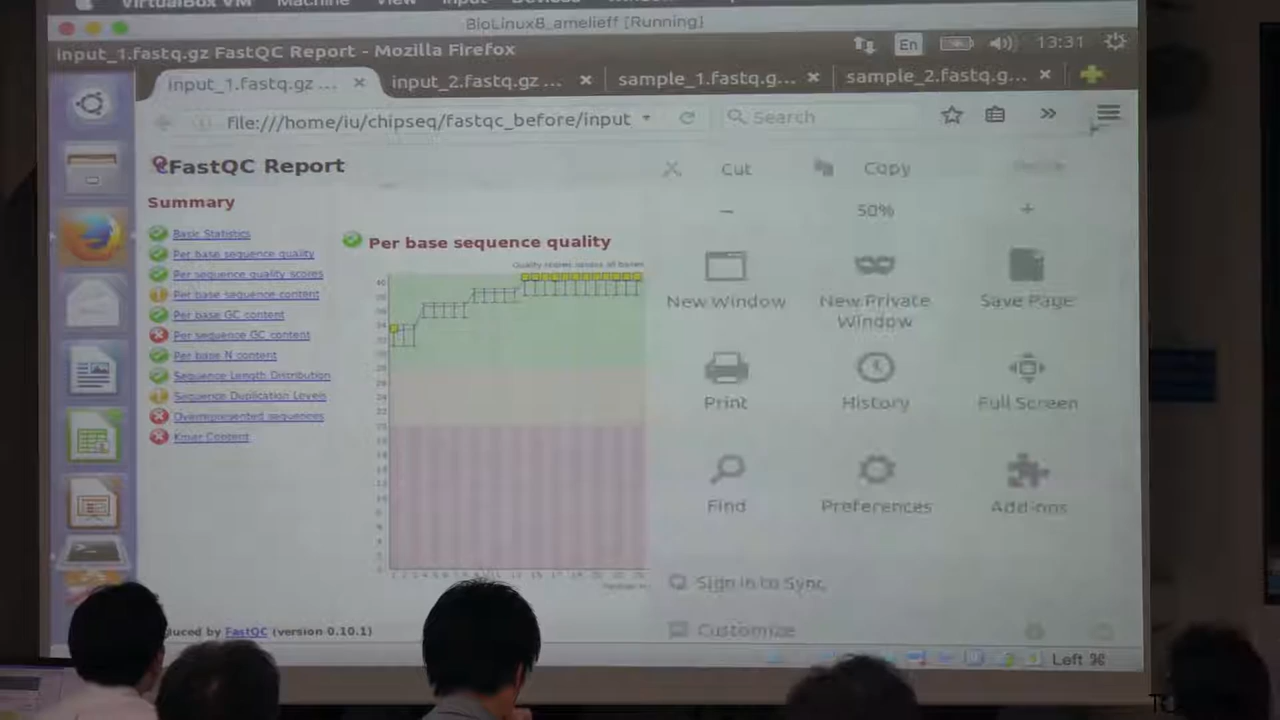 VirtualBox VM Machine View Input
BioLinux8_amelieff [Running]
input_1.fastq.gz FastQC Report - Mozilla Firefox
En
13:31
input_1.fastq.gz ... × input_2.fastq.gz ... × sample_1.fastq.g... × sample_2.fastq.g... ×
file:///home/iu/chipseq/fastqc_before/input
Search
FastQC Report
Cut
Copy
Summary
− 50% +
Basic Statistics
Per base sequence quality
Per sequence quality scores
Per base sequence content
Per base GC content
Per sequence GC content
Per base N content
Sequence Length Distribution
Sequence Duplication Levels
Overrepresented sequences
Kmer Content
Per base sequence quality
New Window
New Private Window
Save Page
Print
History
Full Screen
Find
Preferences
Add-ons
Sign in to Sync
Customize
duced by FastQC (version 0.10.1)
Left ⌘